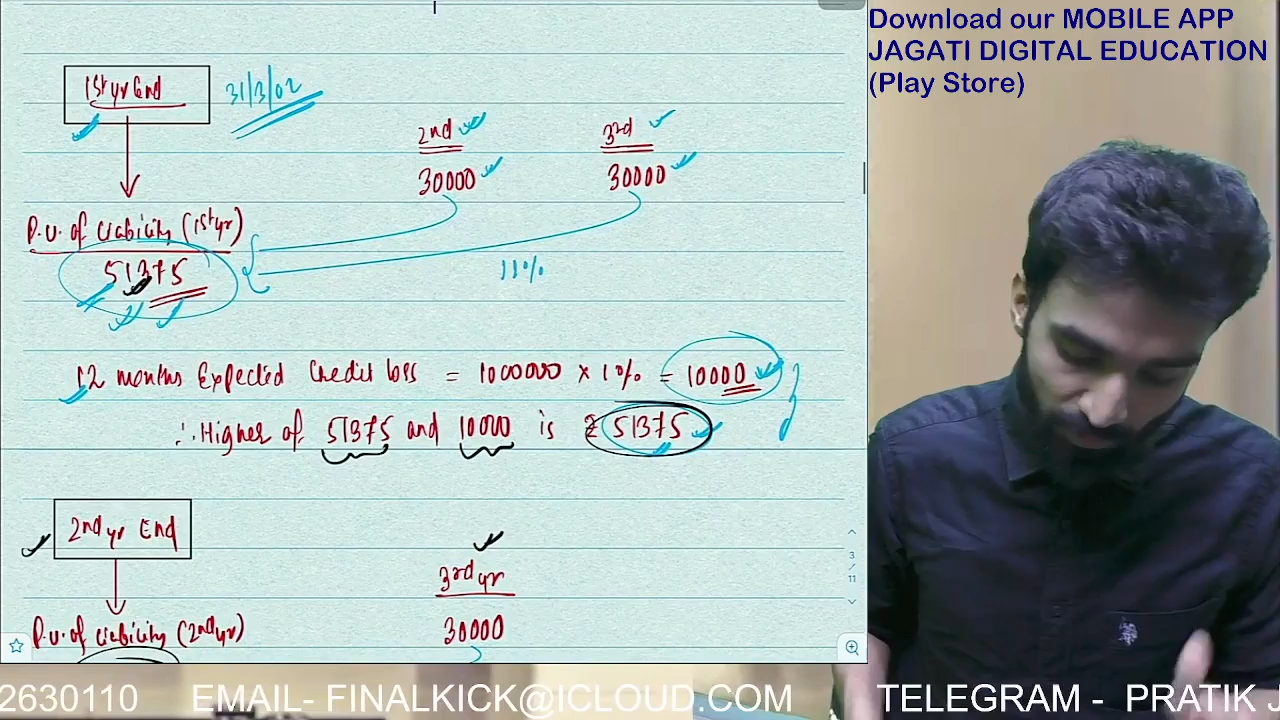 1st yr End
31/3/02
2nd
3rd
30000
30000
P.V. of Liability (1st yr)
51375
11%
12 months Expected Credit loss = 1000000 × 1% = 10000
∴ Higher of 51375 and 10000 is 51375
2nd yr End
3rd yr
P.V. of Liability (2nd yr)
30000
3
/
11
Download our MOBILE APP
JAGATI DIGITAL EDUCATION
(Play Store)
2630110 EMAIL- FINALKICK@ICLOUD.COM TELEGRAM - PRATIK J